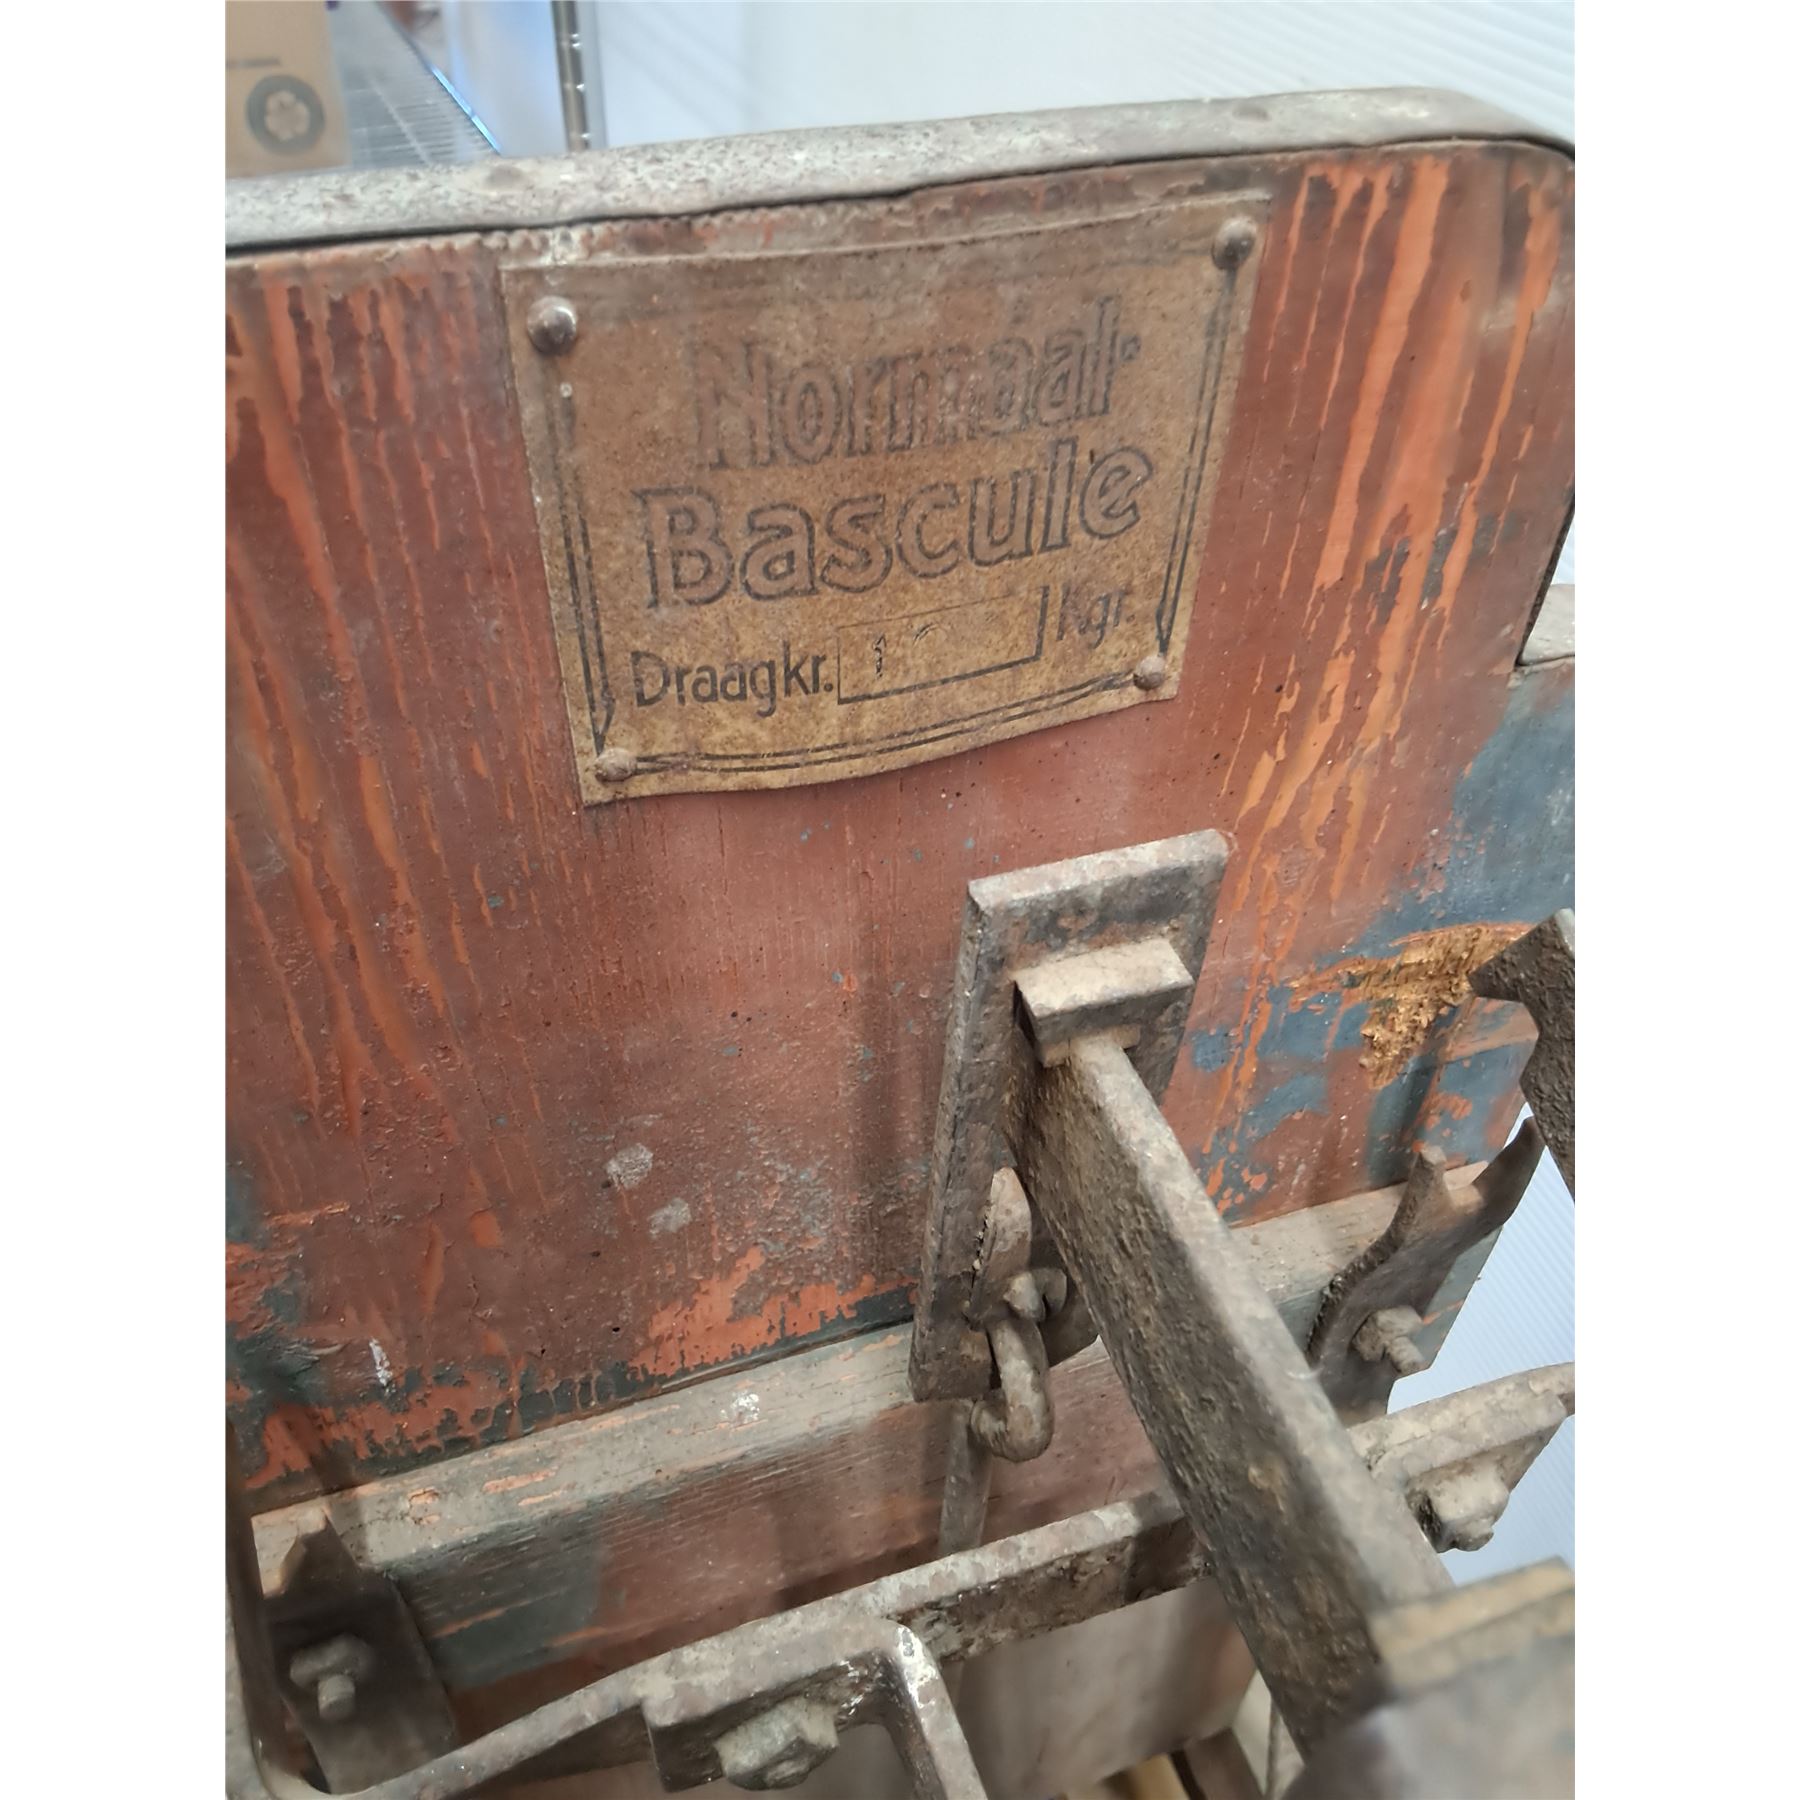 Normaal-
Bascule
Draagkr. Kgr.